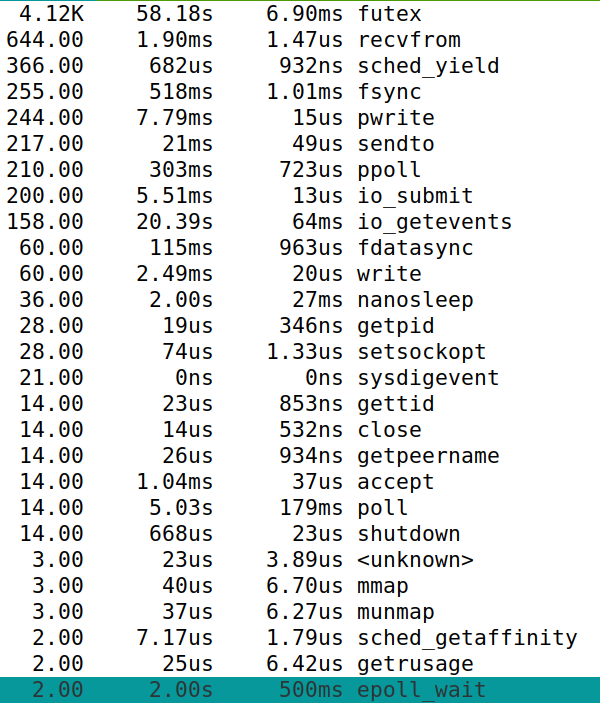 4.12K 58.18s 6.90ms futex
644.00 1.90ms 1.47us recvfrom
366.00 682us 932ns sched_yield
255.00 518ms 1.01ms fsync
244.00 7.79ms 15us pwrite
217.00 21ms 49us sendto
210.00 303ms 723us ppoll
200.00 5.51ms 13us io_submit
158.00 20.39s 64ms io_getevents
60.00 115ms 963us fdatasync
60.00 2.49ms 20us write
36.00 2.00s 27ms nanosleep
28.00 19us 346ns getpid
28.00 74us 1.33us setsockopt
21.00 0ns 0ns sysdigevent
14.00 23us 853ns gettid
14.00 14us 532ns close
14.00 26us 934ns getpeername
14.00 1.04ms 37us accept
14.00 5.03s 179ms poll
14.00 668us 23us shutdown
3.00 23us 3.89us <unknown>
3.00 40us 6.70us mmap
3.00 37us 6.27us munmap
2.00 7.17us 1.79us sched_getaffinity
2.00 25us 6.42us getrusage
2.00 2.00s 500ms epoll_wait